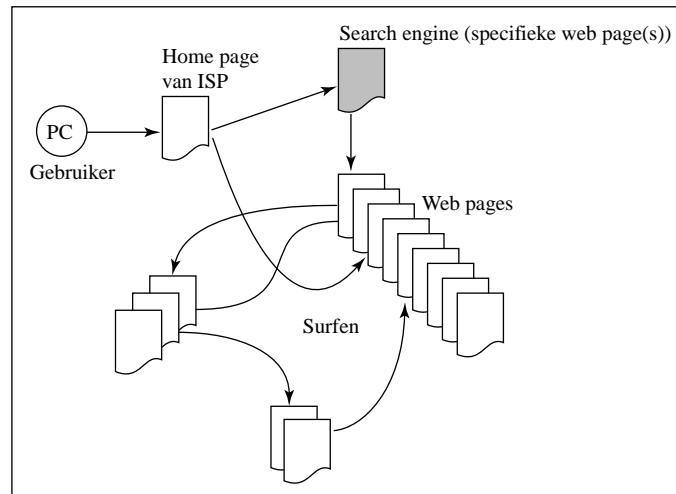 Search engine (specifieke web page(s))
Home page
van ISP
PC
Gebruiker
Web pages
Surfen